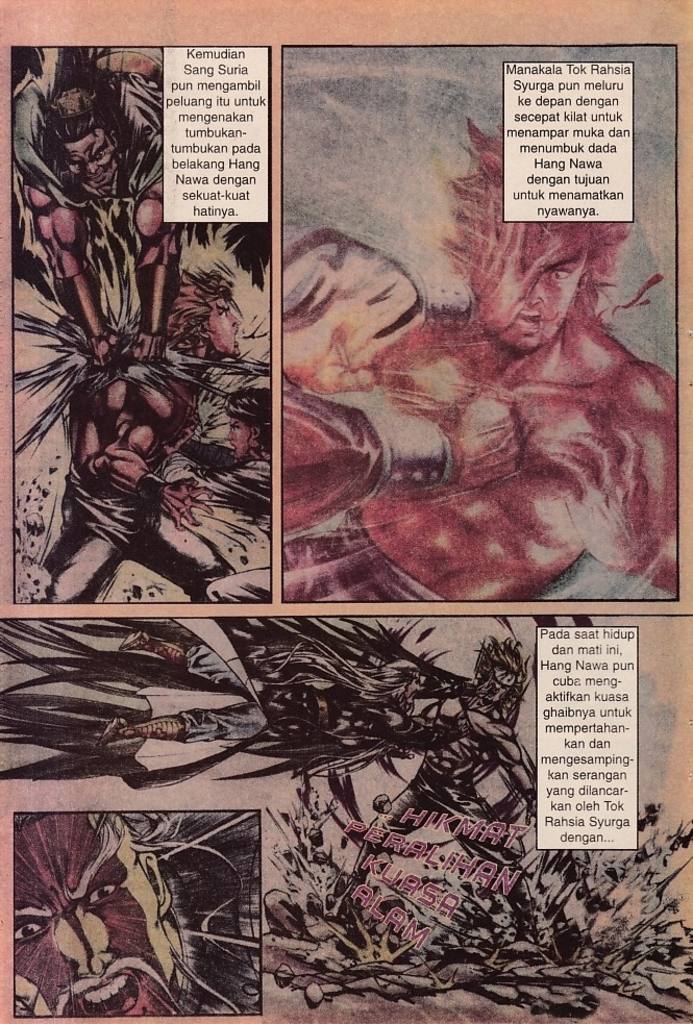 Kemudian
Sang Suria
pun mengambil
peluang itu untuk
mengenakan
tumbukan-
tumbukan pada
belakang Hang
Nawa dengan
sekuat-kuat
hatinya.
Manakala Tok Rahsia
Syurga pun meluru
ke depan dengan
secepat kilat untuk
menampar muka dan
menumbuk dada
Hang Nawa
dengan tujuan
untuk menamatkan
nyawanya.
Pada saat hidup
dan mati ini,
Hang Nawa pun
cuba meng-
aktifkan kuasa
ghaibnya untuk
mempertahan-
kan dan
mengesamping-
kan serangan
yang dilancar-
kan oleh Tok
Rahsia Syurga
dengan...
HIKMAT
PERALIHAN
KUASA
ALAM